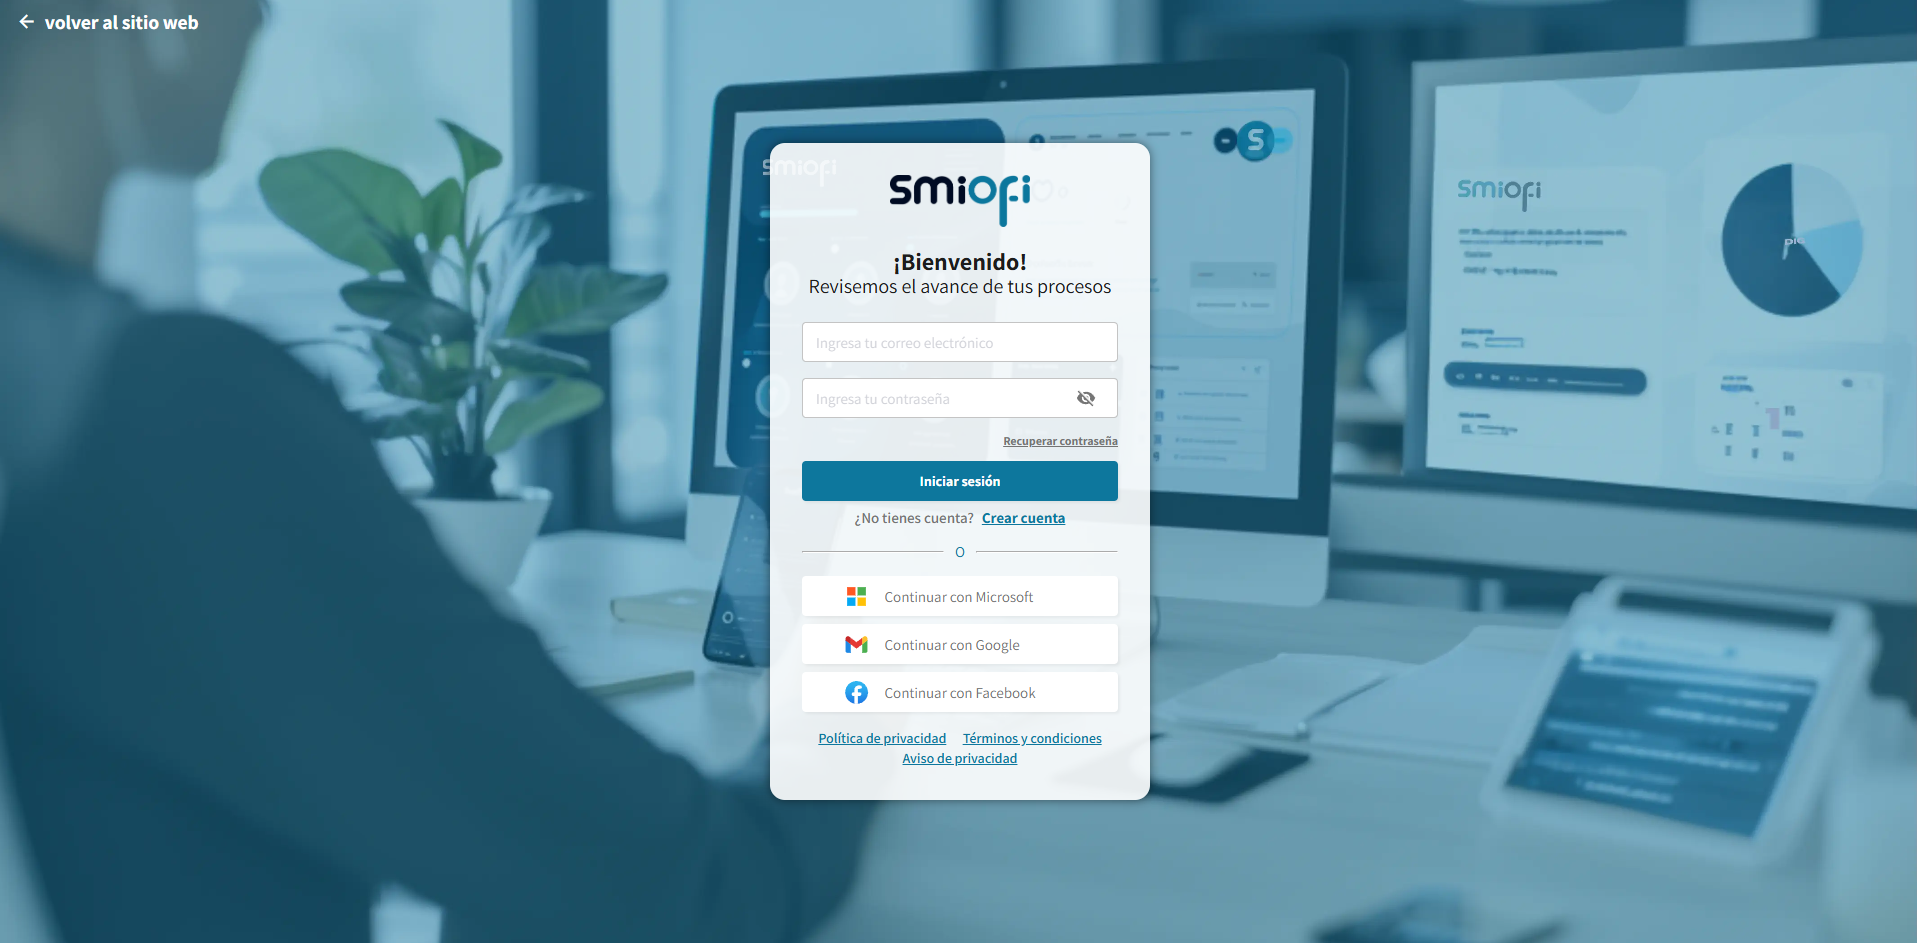 volver al sitio web
smiofi
smiofi
smiofi
S
¡Bienvenido!
Revisemos el avance de tus procesos
Ingresa tu correo electrónico
Ingresa tu contraseña
Recuperar contraseña
Iniciar sesión
¿No tienes cuenta? Crear cuenta
O
Continuar con Microsoft
Continuar con Google
Continuar con Facebook
Política de privacidad Términos y condiciones
Aviso de privacidad